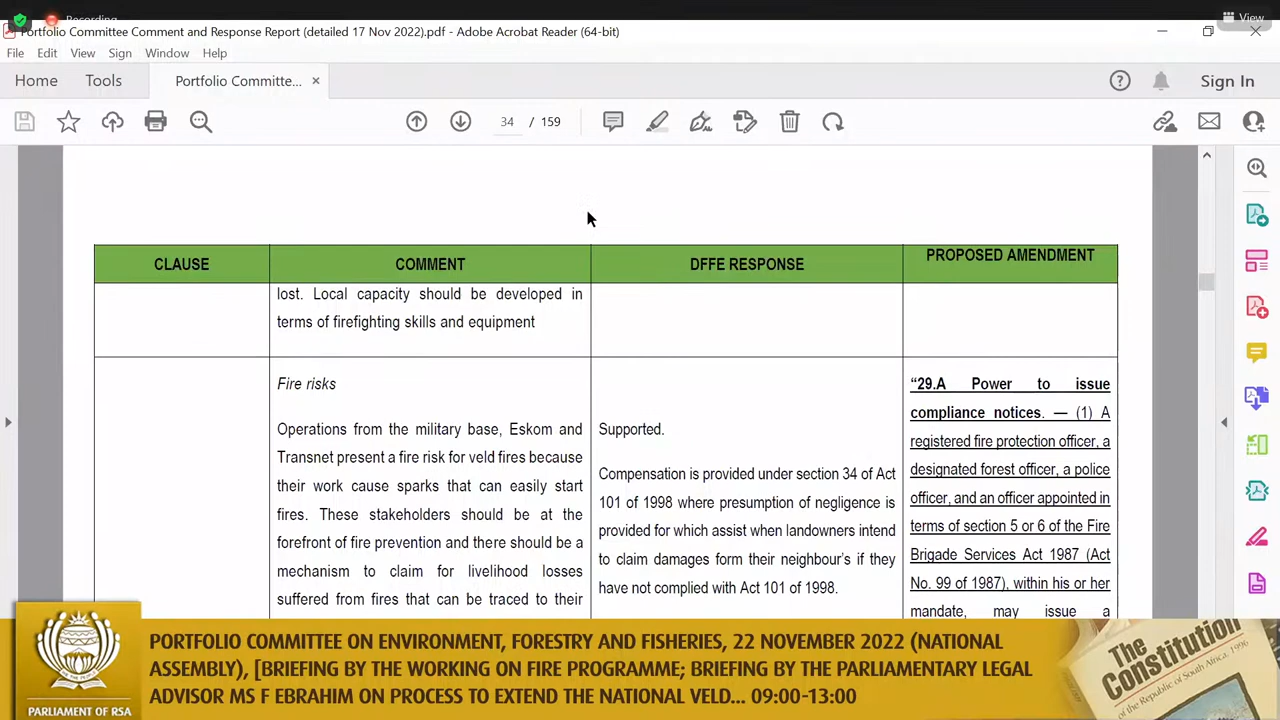 Recording
View
Portfolio Committee Comment and Response Report (detailed 17 Nov 2022).pdf - Adobe Acrobat Reader (64-bit)
File Edit View Sign Window Help
Home Tools Portfolio Committe... × Sign In
34 / 159
CLAUSE COMMENT DFFE RESPONSE PROPOSED AMENDMENT
lost. Local capacity should be developed in
terms of firefighting skills and equipment
Fire risks
Operations from the military base, Eskom and
Transnet present a fire risk for veld fires because
their work cause sparks that can easily start
fires. These stakeholders should be at the
forefront of fire prevention and there should be a
mechanism to claim for livelihood losses
suffered from fires that can be traced to their
Supported.
Compensation is provided under section 34 of Act
101 of 1998 where presumption of negligence is
provided for which assist when landowners intend
to claim damages form their neighbour's if they
have not complied with Act 101 of 1998.
“29.A Power to issue
compliance notices. — (1) A
registered fire protection officer, a
designated forest officer, a police
officer, and an officer appointed in
terms of section 5 or 6 of the Fire
Brigade Services Act 1987 (Act
No. 99 of 1987), within his or her
mandate, may issue a
PORTFOLIO COMMITTEE ON ENVIRONMENT, FORESTRY AND FISHERIES, 22 NOVEMBER 2022 (NATIONAL
ASSEMBLY), [BRIEFING BY THE WORKING ON FIRE PROGRAMME; BRIEFING BY THE PARLIAMENTARY LEGAL
ADVISOR MS F EBRAHIM ON PROCESS TO EXTEND THE NATIONAL VELD... 09:00-13:00
PARLIAMENT OF RSA
The
Constitution
of the Republic of South Africa, 1996